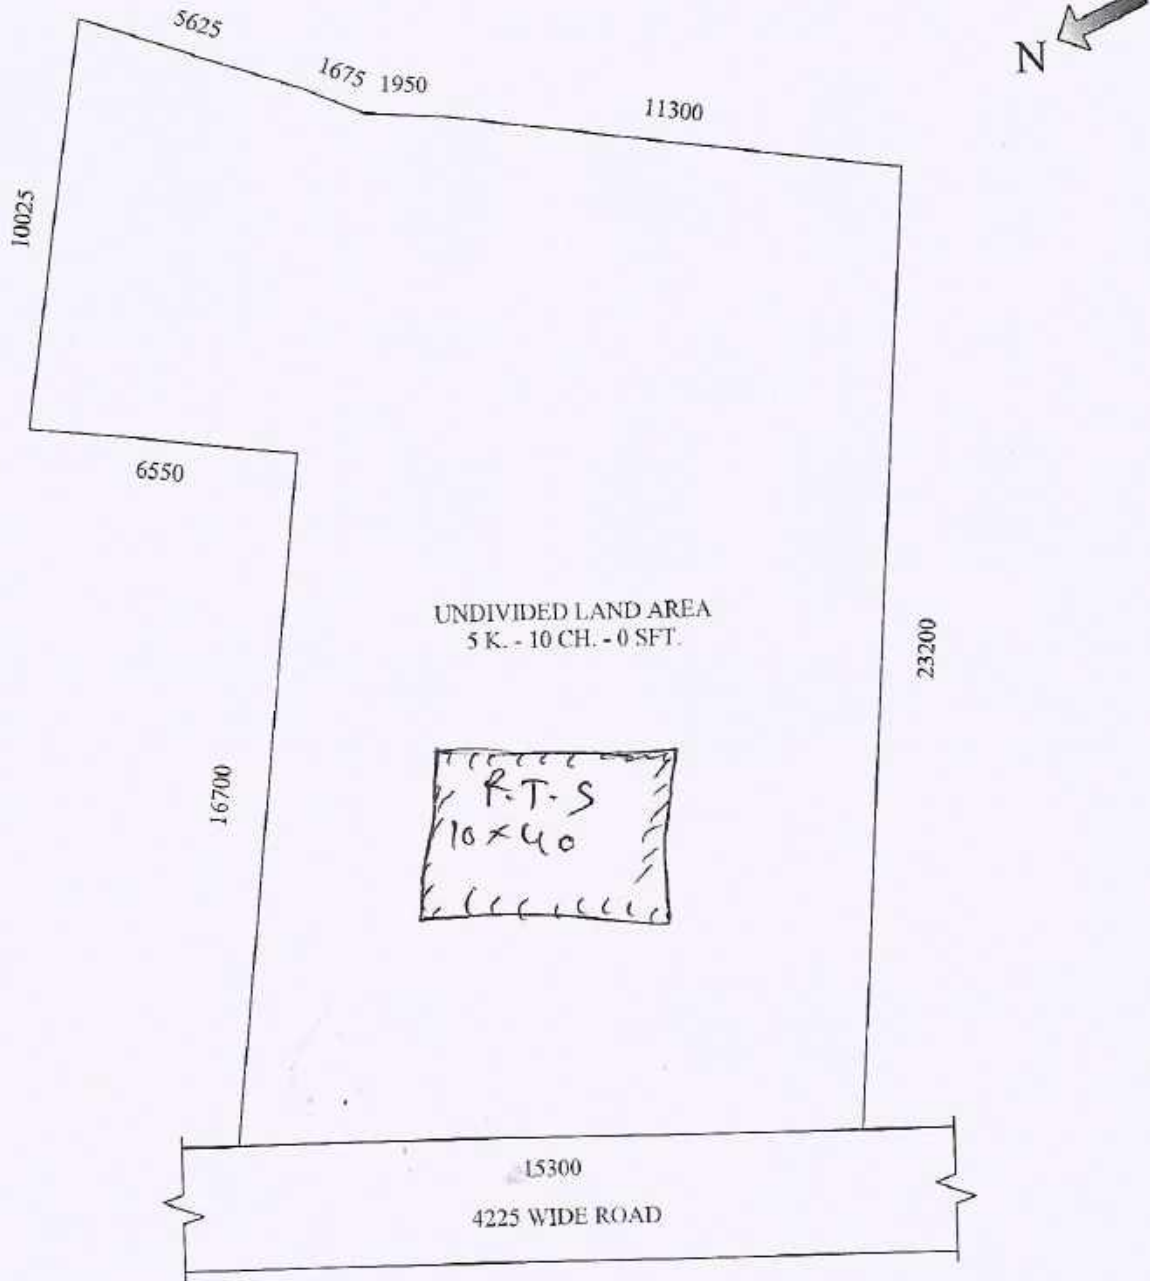 5625
N
1675 1950
11300
10025
6550
UNDIVIDED LAND AREA
5 K. - 10 CH. - 0 SFT.
23200
16700
R.T.S
10 x 40
15300
4225 WIDE ROAD